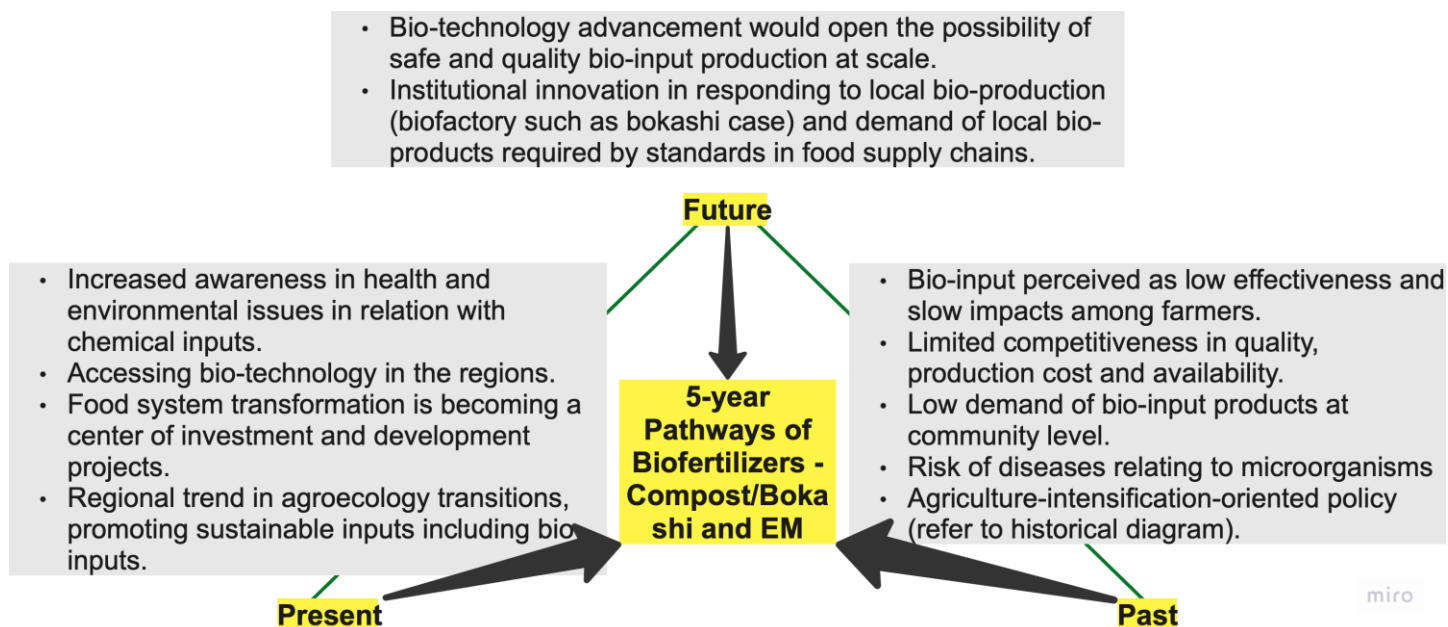 • Bio-technology advancement would open the possibility of
safe and quality bio-input production at scale.
• Institutional innovation in responding to local bio-production
(biofactory such as bokashi case) and demand of local bio-
products required by standards in food supply chains.
Future
• Increased awareness in health and
environmental issues in relation with
chemical inputs.
• Accessing bio-technology in the regions.
• Food system transformation is becoming a
center of investment and development
projects.
• Regional trend in agroecology transitions,
promoting sustainable inputs including bio
inputs.
5-year
Pathways of
Biofertilizers -
Compost/Boka
shi and EM
• Bio-input perceived as low effectiveness and
slow impacts among farmers.
• Limited competitiveness in quality,
production cost and availability.
• Low demand of bio-input products at
community level.
• Risk of diseases relating to microorganisms
• Agriculture-intensification-oriented policy
(refer to historical diagram).
Present
Past
miro